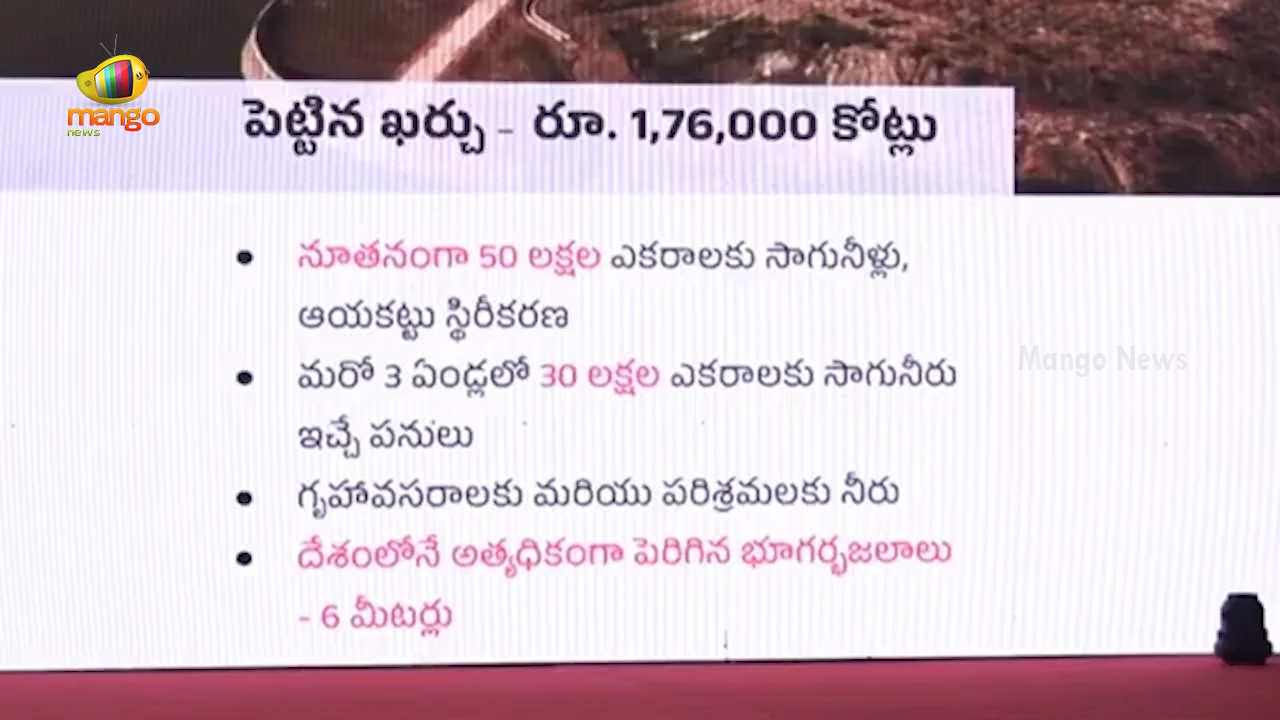 mango
news
పెట్టిన ఖర్చు - రూ. 1,76,000 కోట్లు
• నూతనంగా 50 లక్షల ఎకరాలకు సాగునీళ్లు,
ఆయకట్టు స్థిరీకరణ
Mango News
• మరో 3 ఏండ్లలో 30 లక్షల ఎకరాలకు సాగునీరు
ఇచ్చే పనులు
• గృహావసరాలకు మరియు పరిశ్రమలకు నీరు
• దేశంలోనే అత్యధికంగా పెరిగిన భూగర్భజలాలు
- 6 మీటర్లు